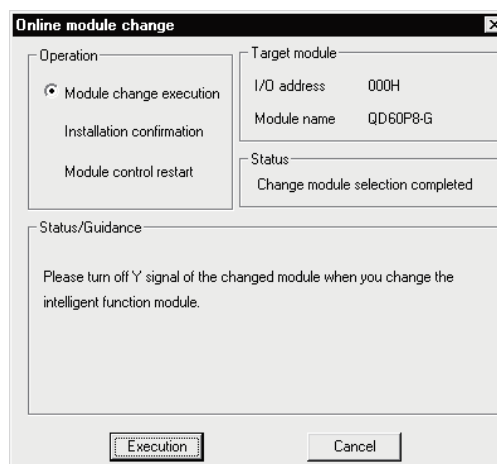 Online module change
Operation
Module change execution
Installation confirmation
Module control restart
Target module
I/O address 000H
Module name QD60P8-G
Status
Change module selection completed
Status/Guidance
Please turn off Y signal of the changed module when you change the
intelligent function module.
Execution
Cancel